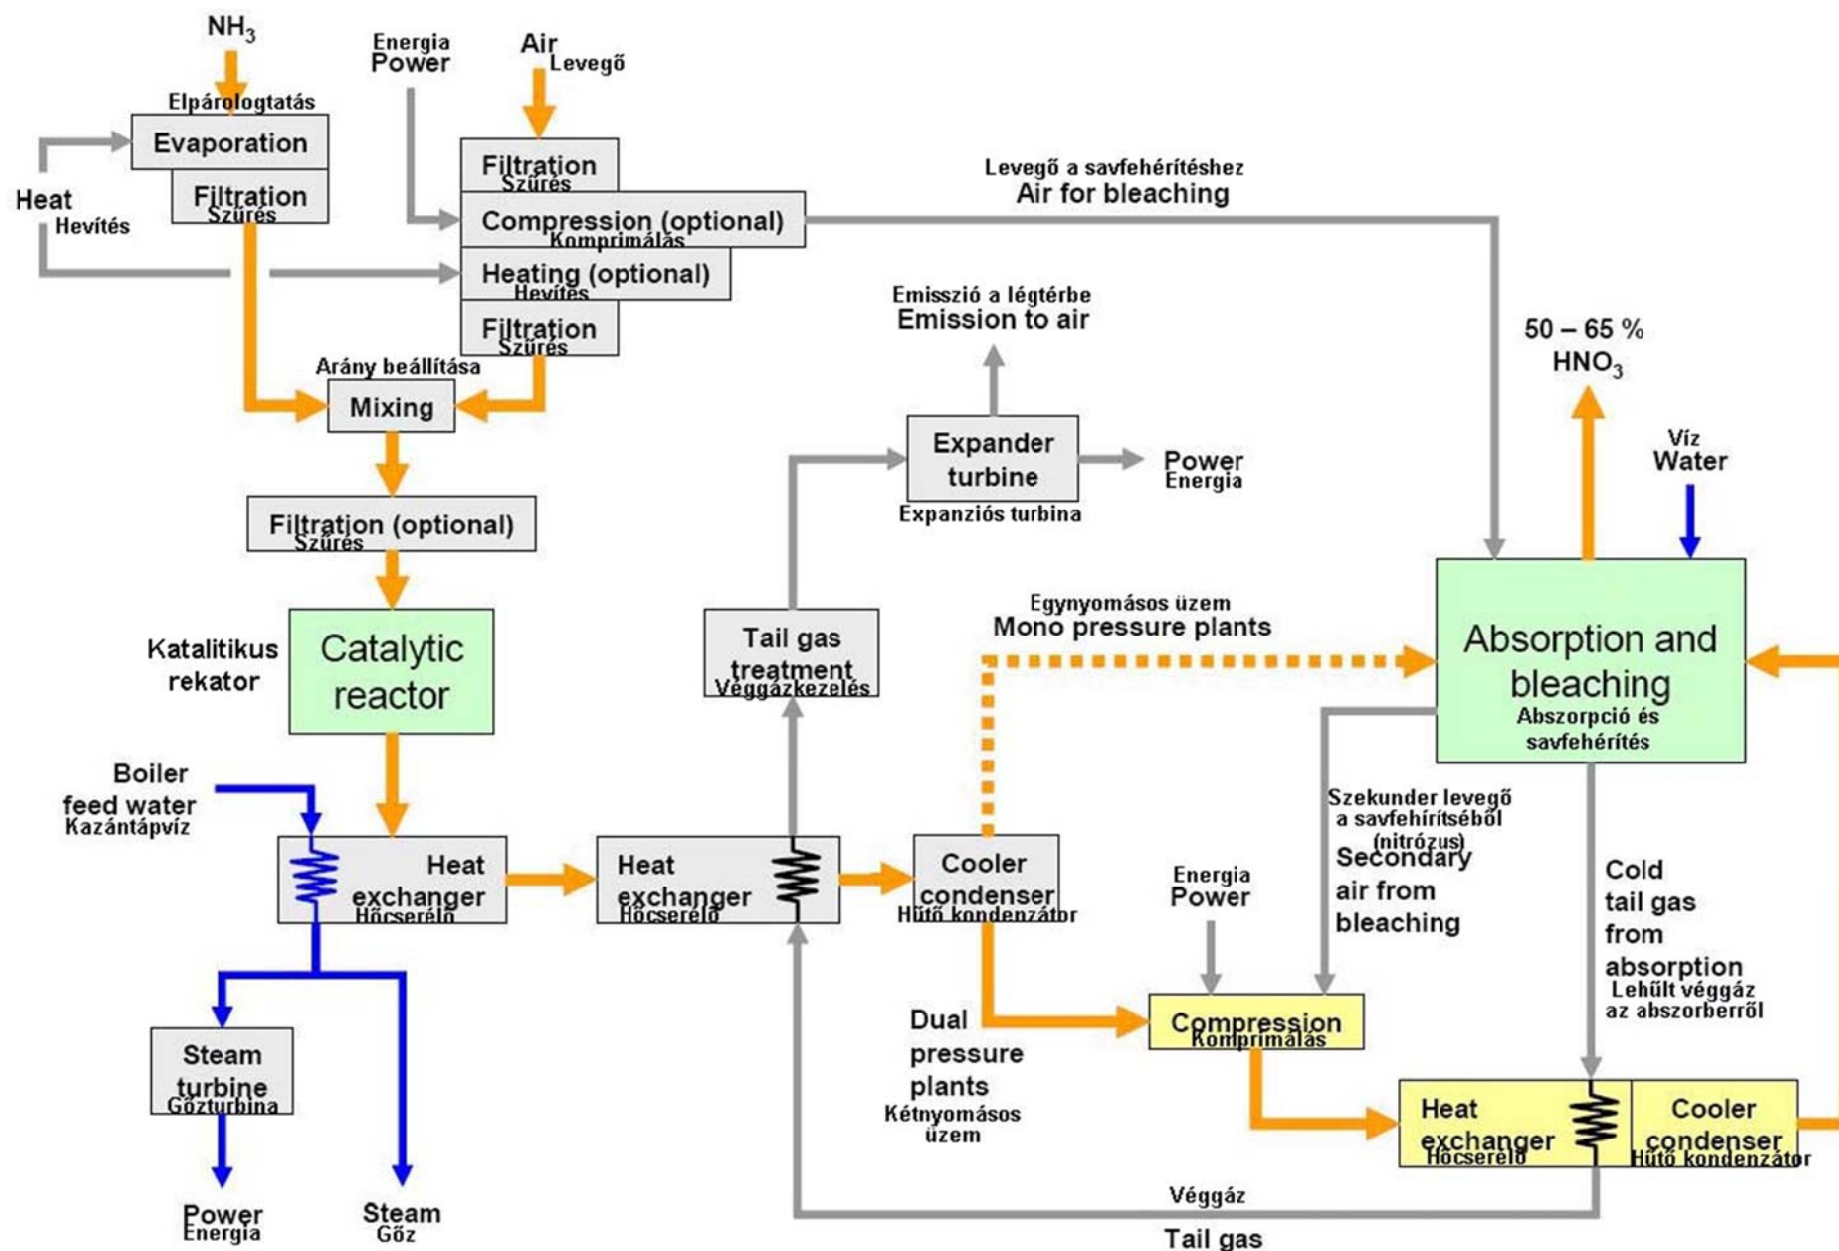 NH3
Energia
Power
Air
Levegő
Elpárologtatás
Evaporation
Filtration
Szűrés
Heat
Hevítés
Filtration
Szűrés
Compression (optional)
Komprimálás
Heating (optional)
Hevítés
Filtration
Szűrés
Levegő a savfehérítéshez
Air for bleaching
Arány beállítása
Mixing
Filtration (optional)
Szűrés
Katalitikus
rekator
Catalytic
reactor
Emisszió a légtérbe
Emission to air
Expander
turbine
Expanziós turbina
Power
Energia
50 – 65 %
HNO3
Víz
Water
Tail gas
treatment
Véggázkezelés
Egynyomásos üzem
Mono pressure plants
Absorption and
bleaching
Abszorpció és
savfehérítés
Boiler
feed water
Kazántápvíz
Heat
exchanger
Hőcserélő
Heat
exchanger
Hőcserélő
Cooler
condenser
Hűtő kondenzátor
Szekunder levegő
a savfehírítséből
(nitrózus)
Secondary
air from
bleaching
Energia
Power
Cold
tail gas
from
absorption
Lehűlt véggáz
az abszorberről
Dual
pressure
plants
Kétnyomásos
üzem
Compression
Komprimálás
Steam
turbine
Gőzturbina
Heat
exchanger
Hőcserélő
Cooler
condenser
Hűtő kondenzátor
Power
Energia
Steam
Gőz
Véggáz
Tail gas